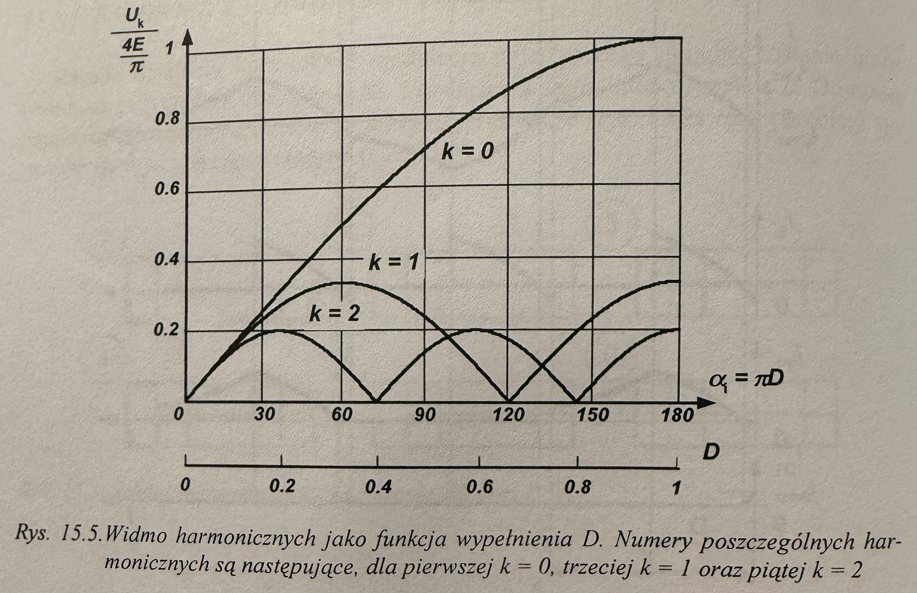 U_k
4E
π
1
0.8
0.6
0.4
0.2
k = 0
k = 1
k = 2
α_i = πD
0 30 60 90 120 150 180
D
0 0.2 0.4 0.6 0.8 1
Rys. 15.5.Widmo harmonicznych jako funkcja wypełnienia D. Numery poszczególnych har-
monicznych są następujące, dla pierwszej k = 0, trzeciej k = 1 oraz piątej k = 2